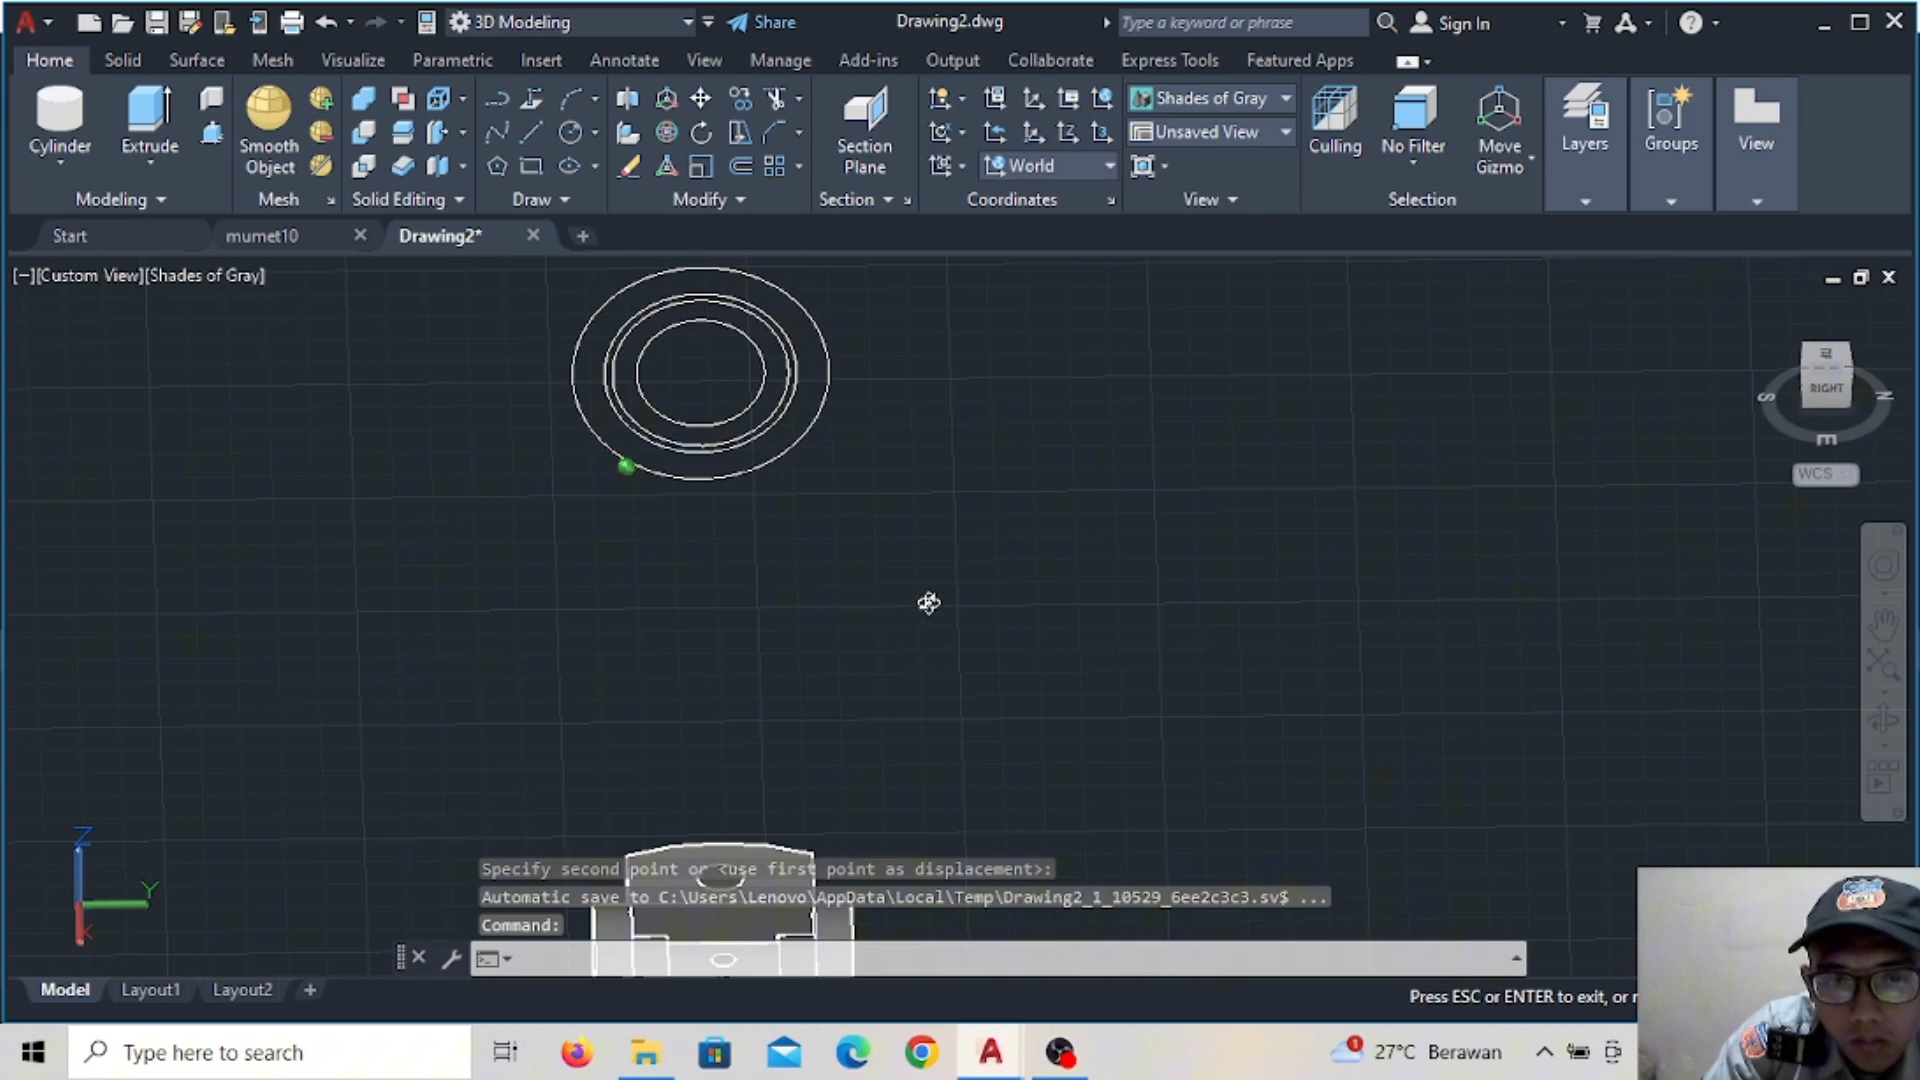 3D Modeling
Share
Drawing2.dwg
Type a keyword or phrase
Sign In
Home
Solid
Surface
Mesh
Visualize
Parametric
Insert
Annotate
View
Manage
Add-ins
Output
Collaborate
Express Tools
Featured Apps
Cylinder
Extrude
Smooth
Object
Section
Plane
World
Shades of Gray
Unsaved View
Culling
No Filter
Move
Gizmo
Layers
Groups
View
Modeling
Mesh
Solid Editing
Draw
Modify
Section
Coordinates
View
Selection
Start
mumet10
Drawing2*
[−][Custom View][Shades of Gray]
RIGHT
S
N
E
WCS
Z
Y
X
Specify second point or <use first point as displacement>:
Automatic save to C:\Users\Lenovo\AppData\Local\Temp\Drawing2_1_10529_6ee2c3c3.sv$ ...
Command:
Model
Layout1
Layout2
Press ESC or ENTER to exit, or
Type here to search
1
27°C Berawan